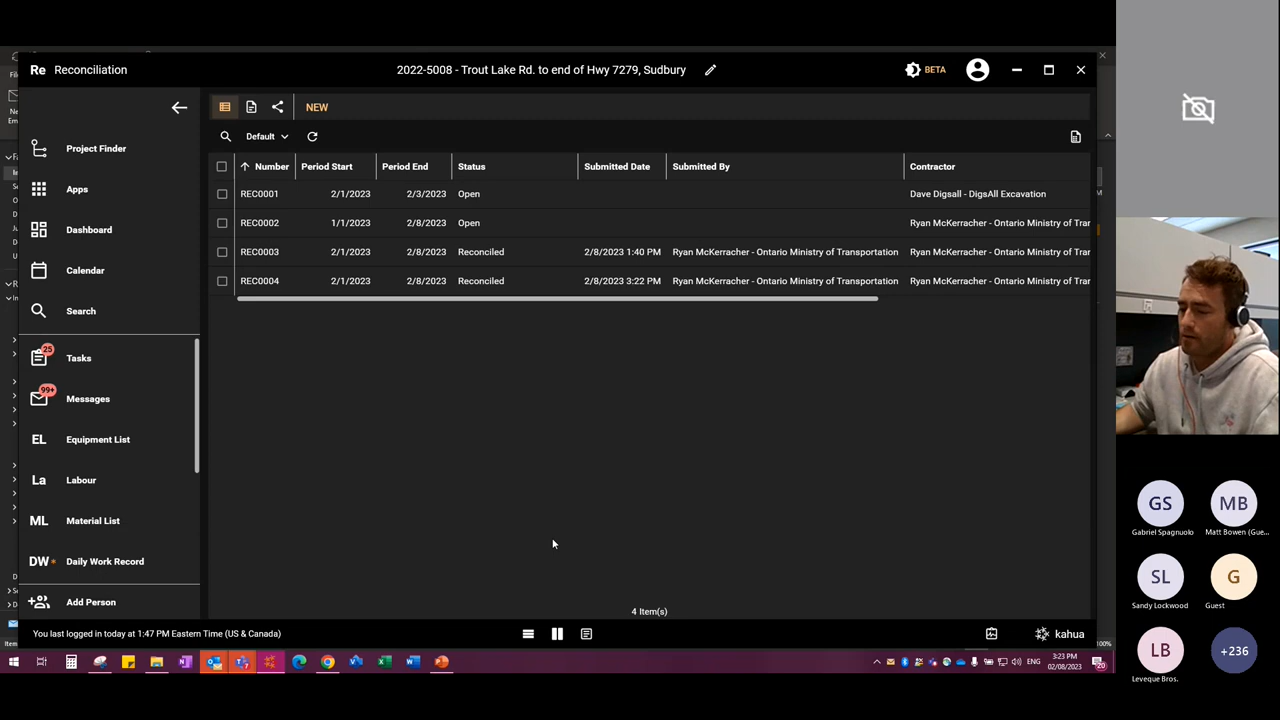 Re Reconciliation
2022-5008 - Trout Lake Rd. to end of Hwy 7279, Sudbury
BETA
NEW
Default
Number Period Start Period End Status Submitted Date Submitted By Contractor
REC0001 2/1/2023 2/3/2023 Open Dave Digsall - DigsAll Excavation
REC0002 1/1/2023 2/8/2023 Open Ryan McKerracher - Ontario Ministry of Trar
REC0003 2/1/2023 2/8/2023 Reconciled 2/8/2023 1:40 PM Ryan McKerracher - Ontario Ministry of Transportation Ryan McKerracher - Ontario Ministry of Trar
REC0004 2/1/2023 2/8/2023 Reconciled 2/8/2023 3:22 PM Ryan McKerracher - Ontario Ministry of Transportation Ryan McKerracher - Ontario Ministry of Trar
Project Finder
Apps
Dashboard
Calendar
Search
25
Tasks
99+
Messages
EL Equipment List
La Labour
ML Material List
DW* Daily Work Record
Add Person
4 Item(s)
You last logged in today at 1:47 PM Eastern Time (US & Canada)
kahua
100%
ENG
3:23 PM
02/08/2023
20
GS MB
Gabriel Spagnuolo Matt Bowen (Gue...
SL G
Sandy Lockwood Guest
LB +236
Leveque Bros.